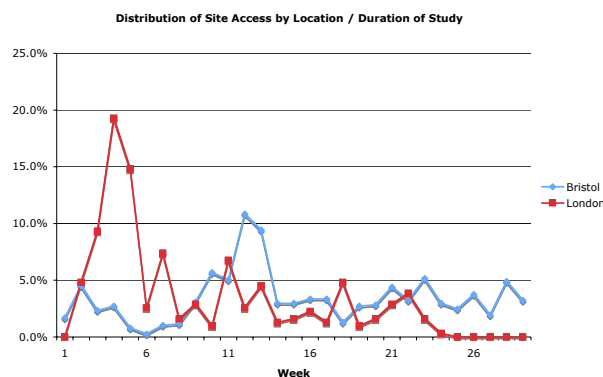 Distribution of Site Access by Location / Duration of Study
25.0%
20.0%
15.0%
10.0%
5.0%
0.0%
1 6 11 16 21 26
Week
Bristol
London